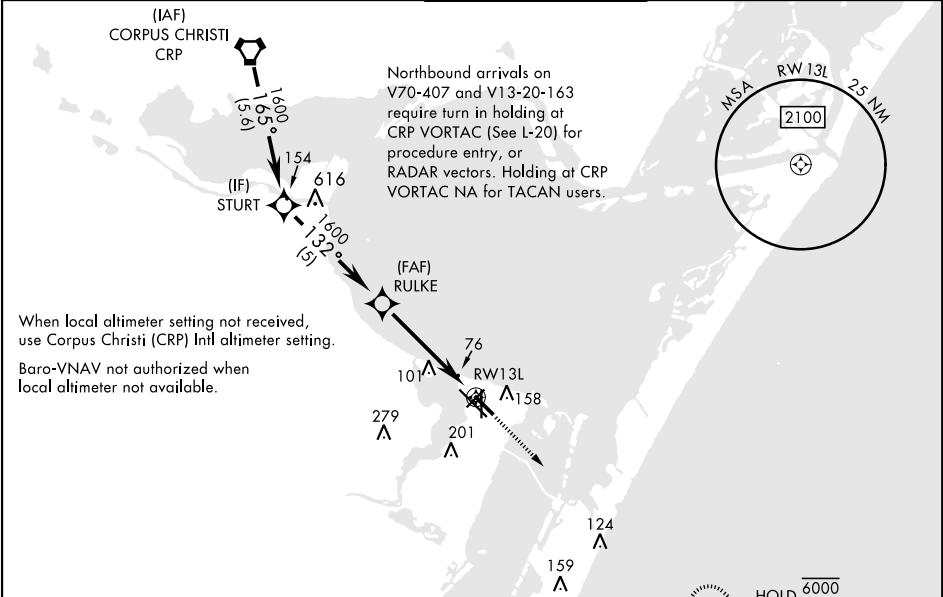 (IAF)
CORPUS CHRISTI
CRP
1600
165°
(5.6)
Northbound arrivals on
V70-407 and V13-20-163
require turn in holding at
CRP VORTAC (See L-20) for
procedure entry, or
RADAR vectors. Holding at CRP
VORTAC NA for TACAN users.
MSA RW 13L 25 NM
2100
154
(IF)
STURT
616
1600
132°
(5)
(FAF)
RULKE
When local altimeter setting not received,
use Corpus Christi (CRP) Intl altimeter setting.
Baro-VNAV not authorized when
local altimeter not available.
76
101
RW13L
158
279
201
124
159
HOLD 6000